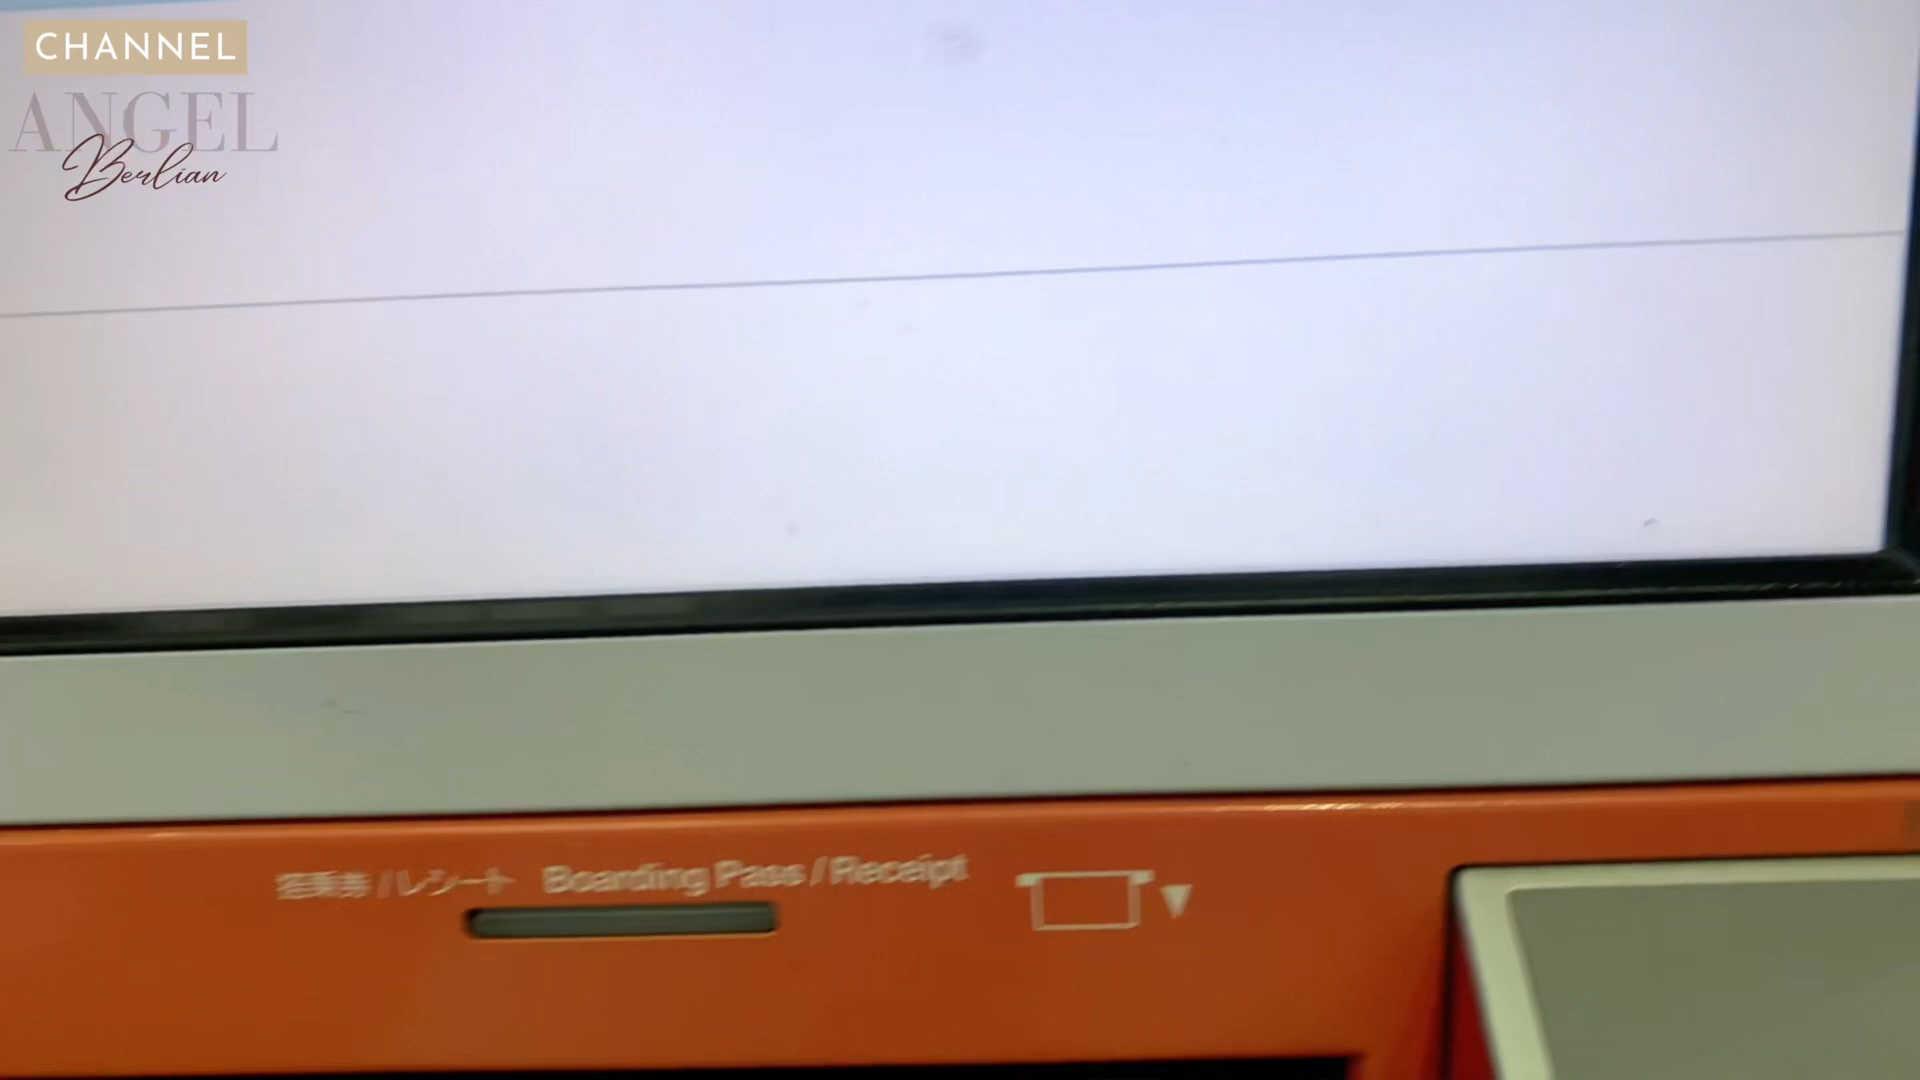 CHANNEL
ANGEL
Berlian
搭乗券/レシート Boarding Pass/Receipt